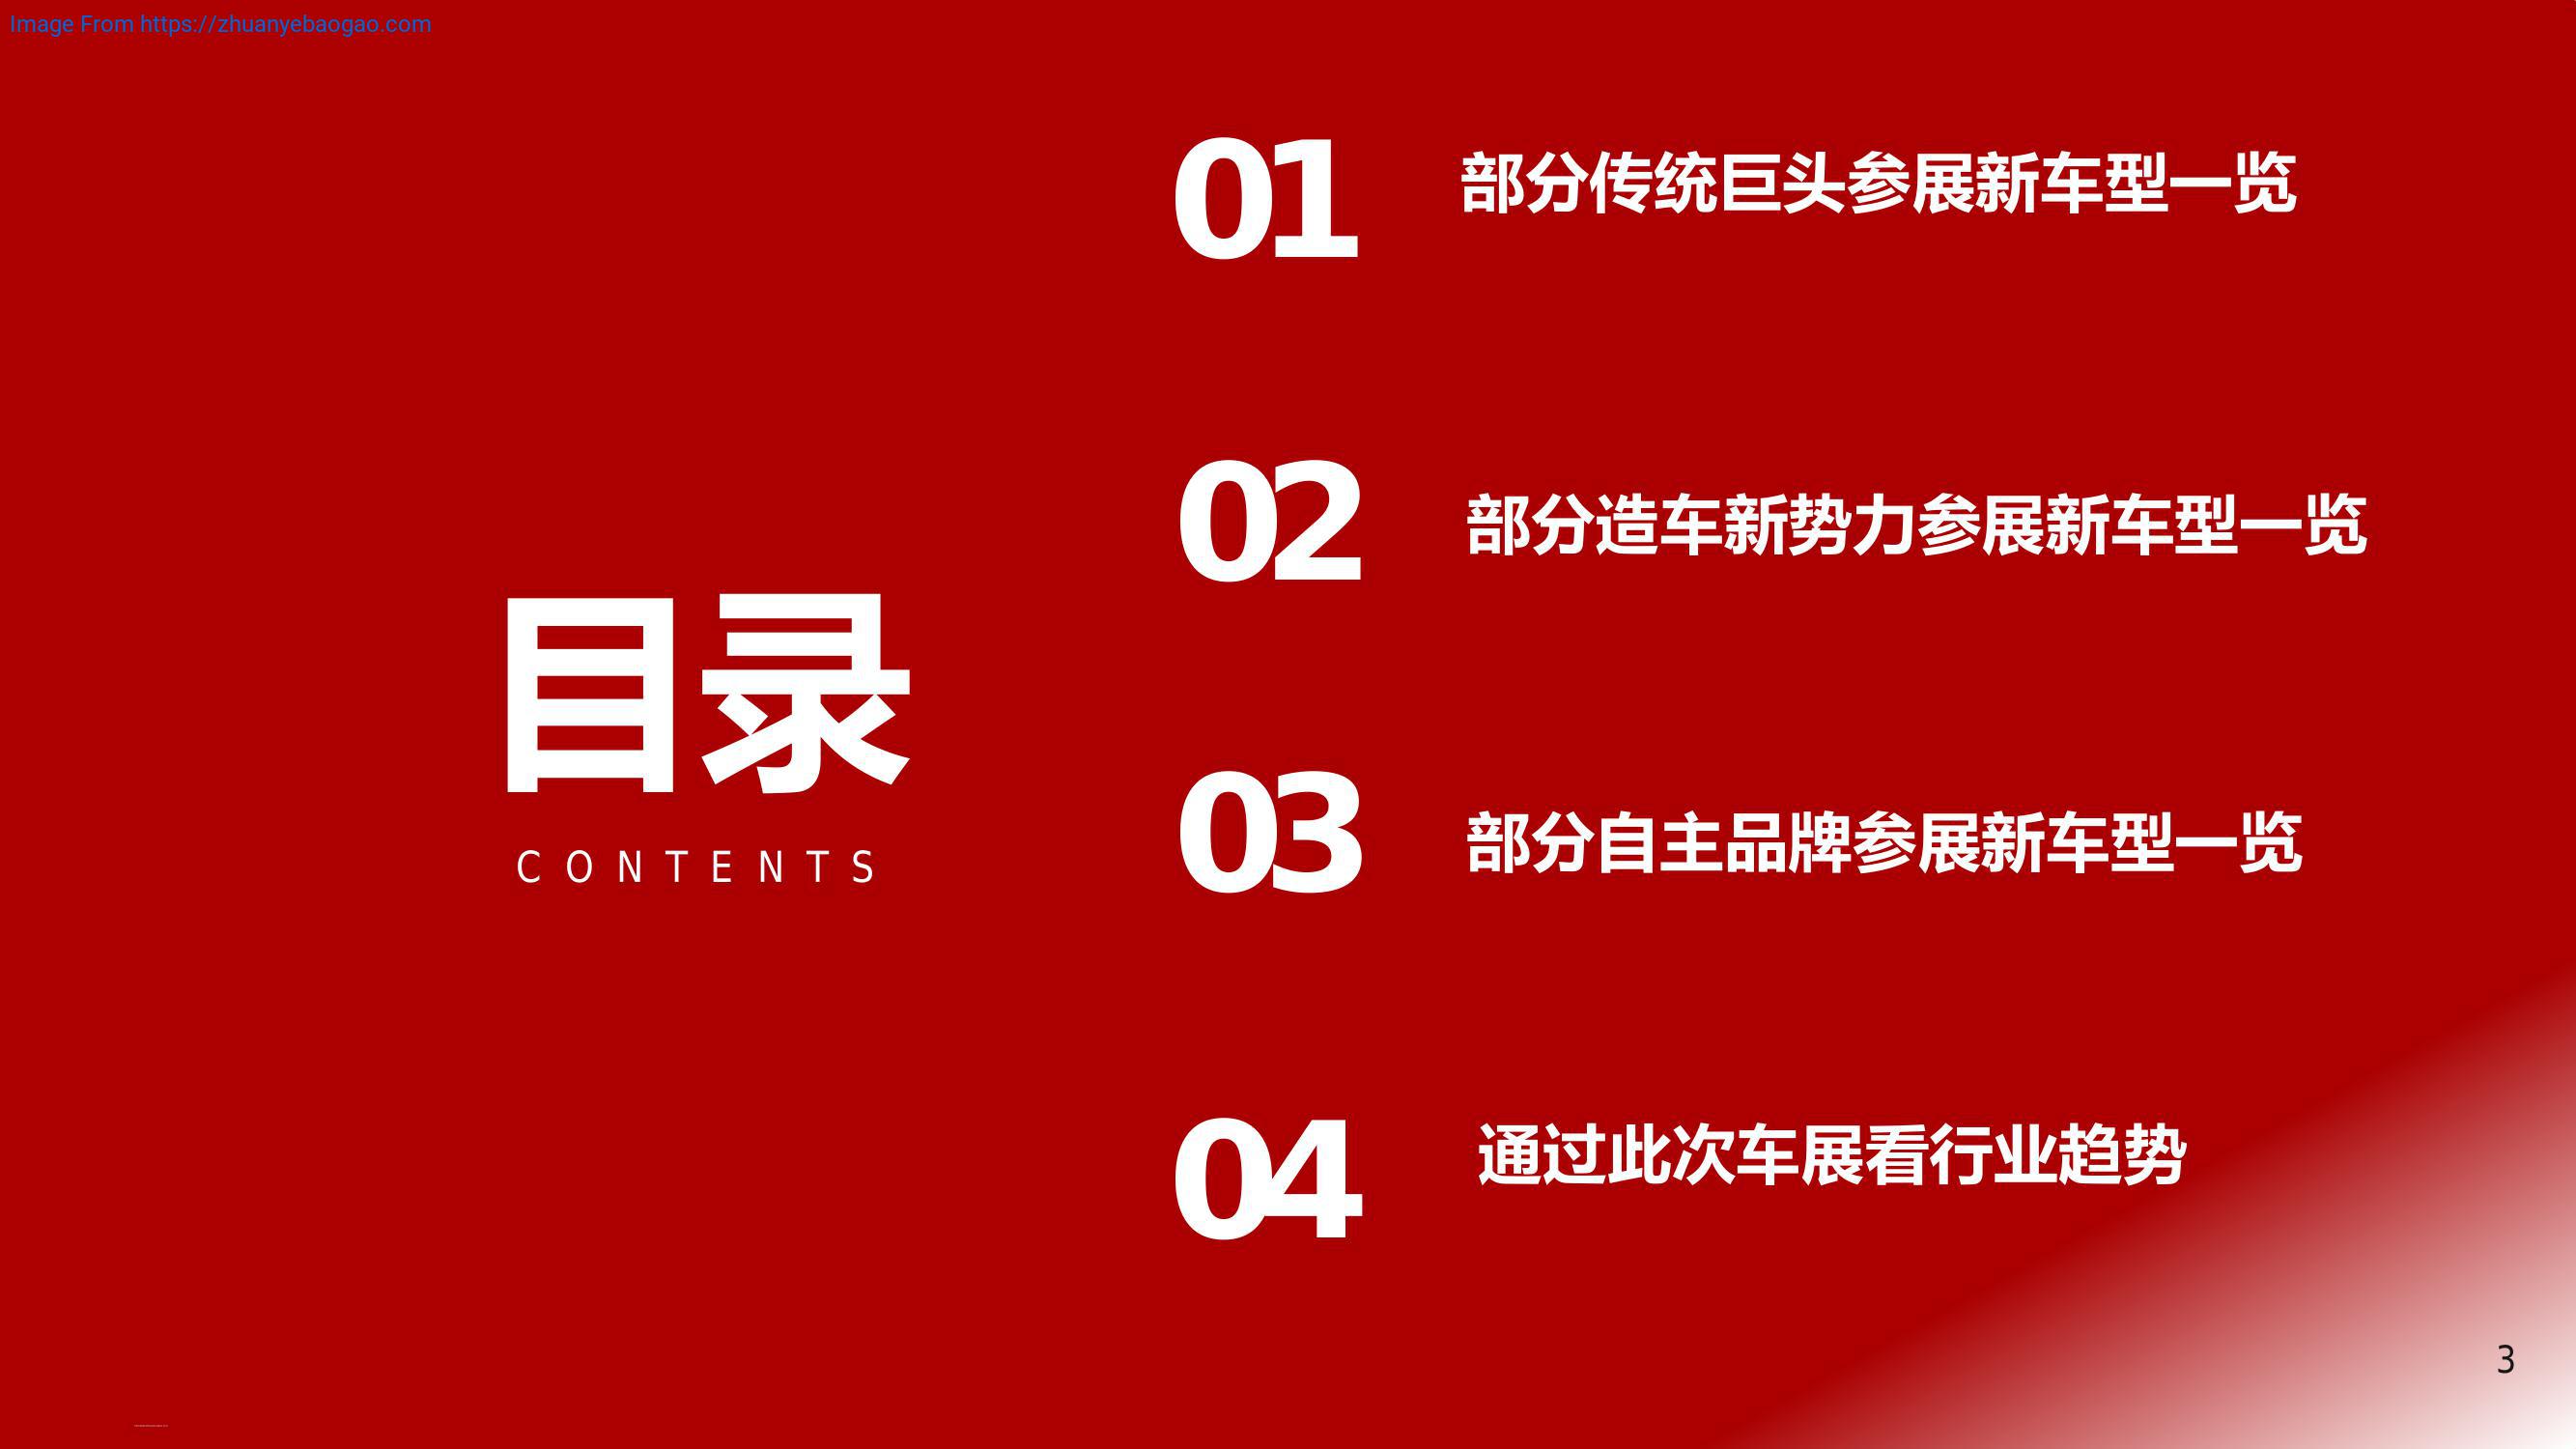 Image From https://zhuanyebaogao.com
目录
CONTENTS
01
部分传统巨头参展新车型一览
02
部分造车新势力参展新车型一览
03
部分自主品牌参展新车型一览
04
通过此次车展看行业趋势
3